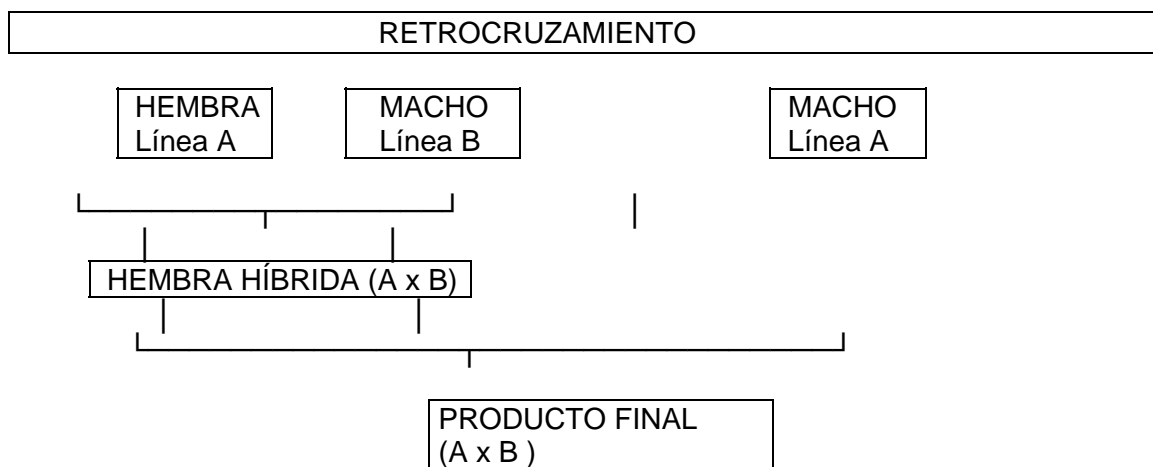 RETROCRUZAMIENTO
HEMBRA
Línea A
MACHO
Línea B
MACHO
Línea A
HEMBRA HÍBRIDA (A x B)
PRODUCTO FINAL
(A x B )